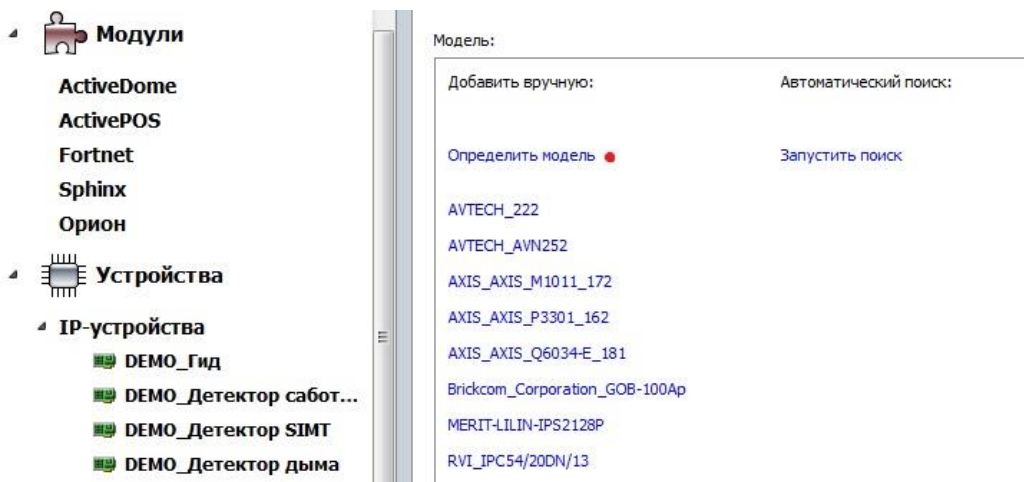 Модули
ActiveDome
ActivePOS
Fortnet
Sphinx
Орион
Устройства
IP-устройства
DEMO_Гид
DEMO_Детектор сабот...
DEMO_Детектор SIMT
DEMO_Детектор дыма
Модель:
Добавить вручную: Автоматический поиск:
Определить модель Запустить поиск
AVTECH_222
AVTECH_AVN252
AXIS_AXIS_M1011_172
AXIS_AXIS_P3301_162
AXIS_AXIS_Q6034-E_181
Brickcom_Corporation_GOB-100Ap
MERIT-LILIN-IPS2128P
RVI_IPC54/20DN/13